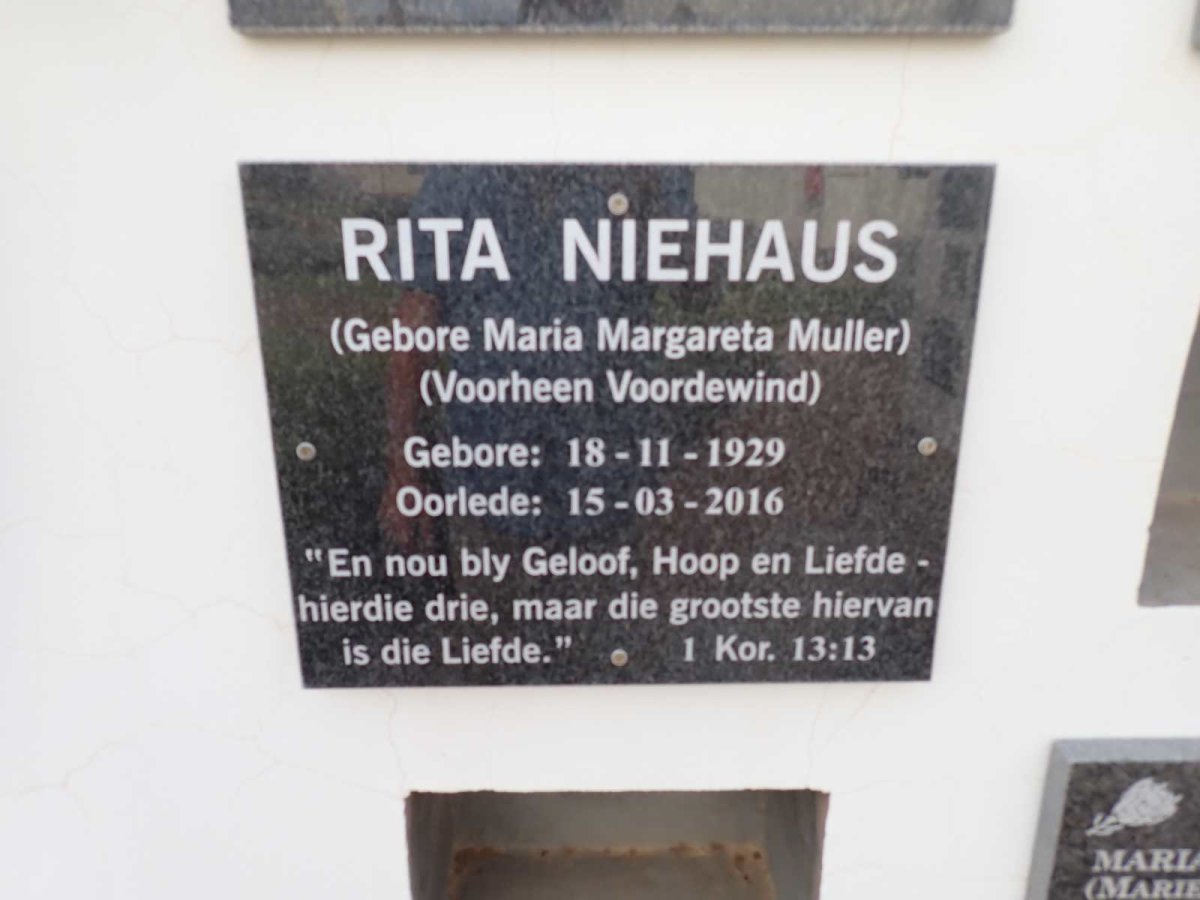 RITA NIEHAUS
(Gebore Maria Margareta Muller)
(Voorheen Voordewind)
Gebore: 18 - 11 - 1929
Oorlede: 15 - 03 - 2016
"En nou bly Geloof, Hoop en Liefde -
hierdie drie, maar die grootste hiervan
is die Liefde." 1 Kor. 13:13